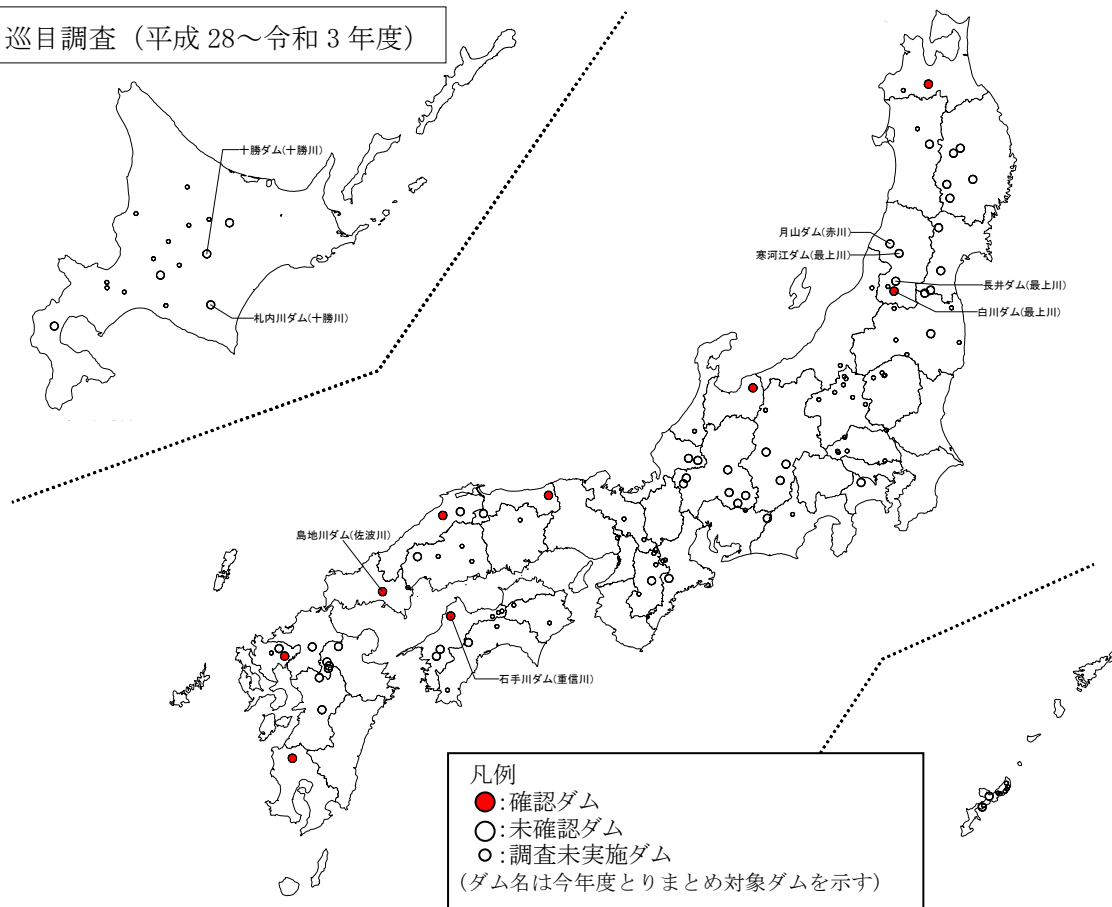 巡目調査（平成 28～令和 3 年度）
十勝ダム(十勝川)
札内川ダム(十勝川)
月山ダム(赤川)
寒河江ダム(最上川)
長井ダム(最上川)
白川ダム(最上川)
島地川ダム(佐波川)
石手川ダム(重信川)
凡例
:確認ダム
:未確認ダム
:調査未実施ダム
(ダム名は今年度とりまとめ対象ダムを示す)